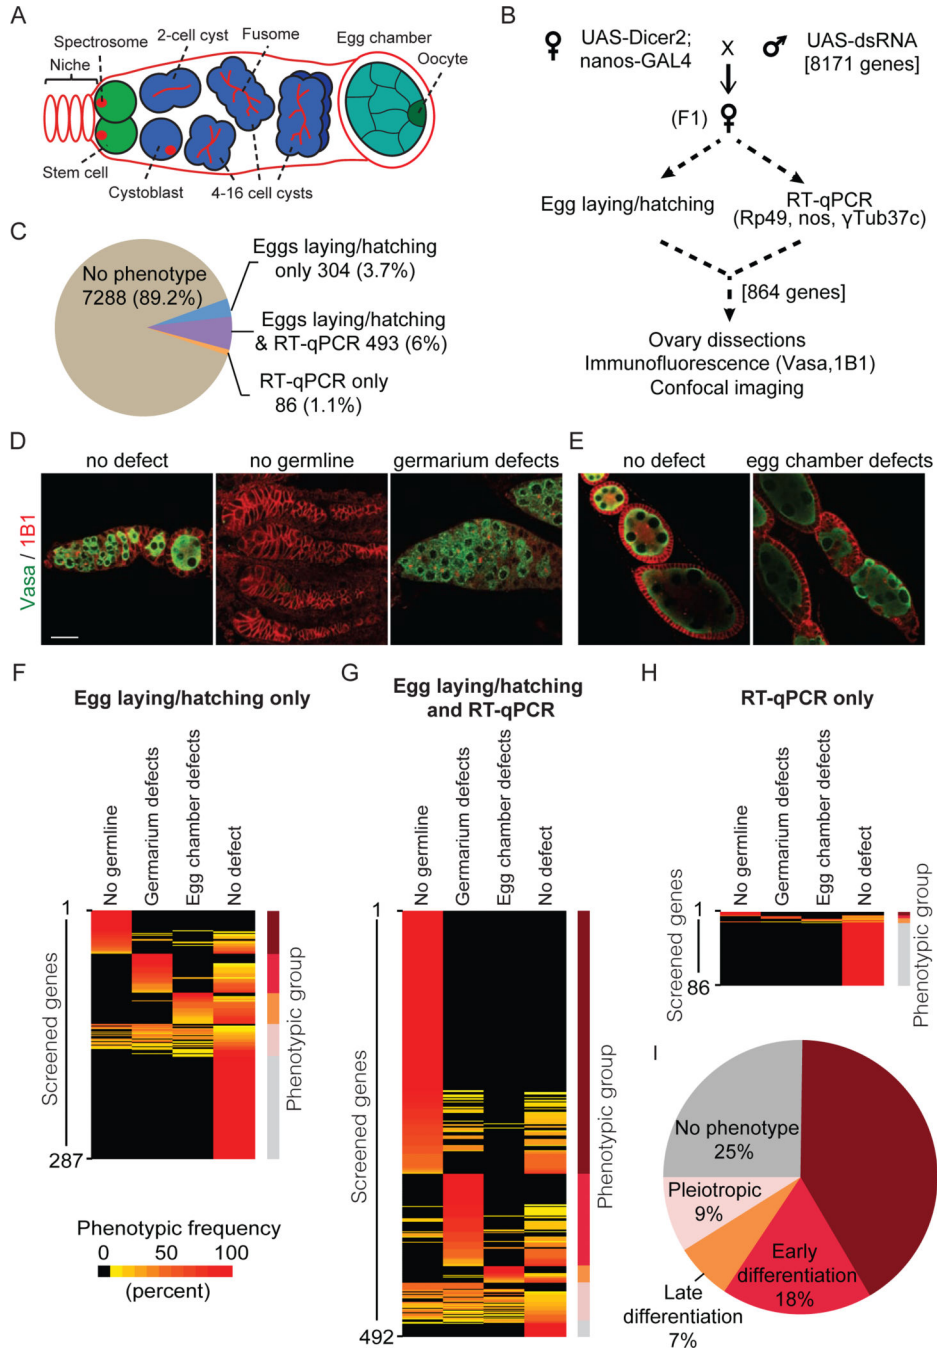 A
Spectrosome
2-cell cyst
Fusome
Egg chamber
Niche
Oocyte
Stem cell
Cystoblast
4-16 cell cysts
B
UAS-Dicer2;
nanos-GAL4
X
UAS-dsRNA
[8171 genes]
(F1)
Egg laying/hatching
RT-qPCR
(Rp49, nos, γTub37c)
[864 genes]
Ovary dissections
Immunofluorescence (Vasa,1B1)
Confocal imaging
C
No phenotype
7288 (89.2%)
Eggs laying/hatching
only 304 (3.7%)
Eggs laying/hatching
& RT-qPCR 493 (6%)
RT-qPCR only
86 (1.1%)
D
no defect
no germline
germarium defects
Vasa / 1B1
E
no defect
egg chamber defects
F
Egg laying/hatching only
No germline
Germarium defects
Egg chamber defects
No defect
1
Screened genes
287
Phenotypic group
Phenotypic frequency
0
50
100
(percent)
G
Egg laying/hatching
and RT-qPCR
No germline
Germarium defects
Egg chamber defects
No defect
1
Screened genes
492
Phenotypic group
H
RT-qPCR only
No germline
Germarium defects
Egg chamber defects
No defect
1
Screened genes
86
Phenotypic group
I
No phenotype
25%
Pleiotropic
9%
Late
differentiation
7%
Early
differentiation
18%